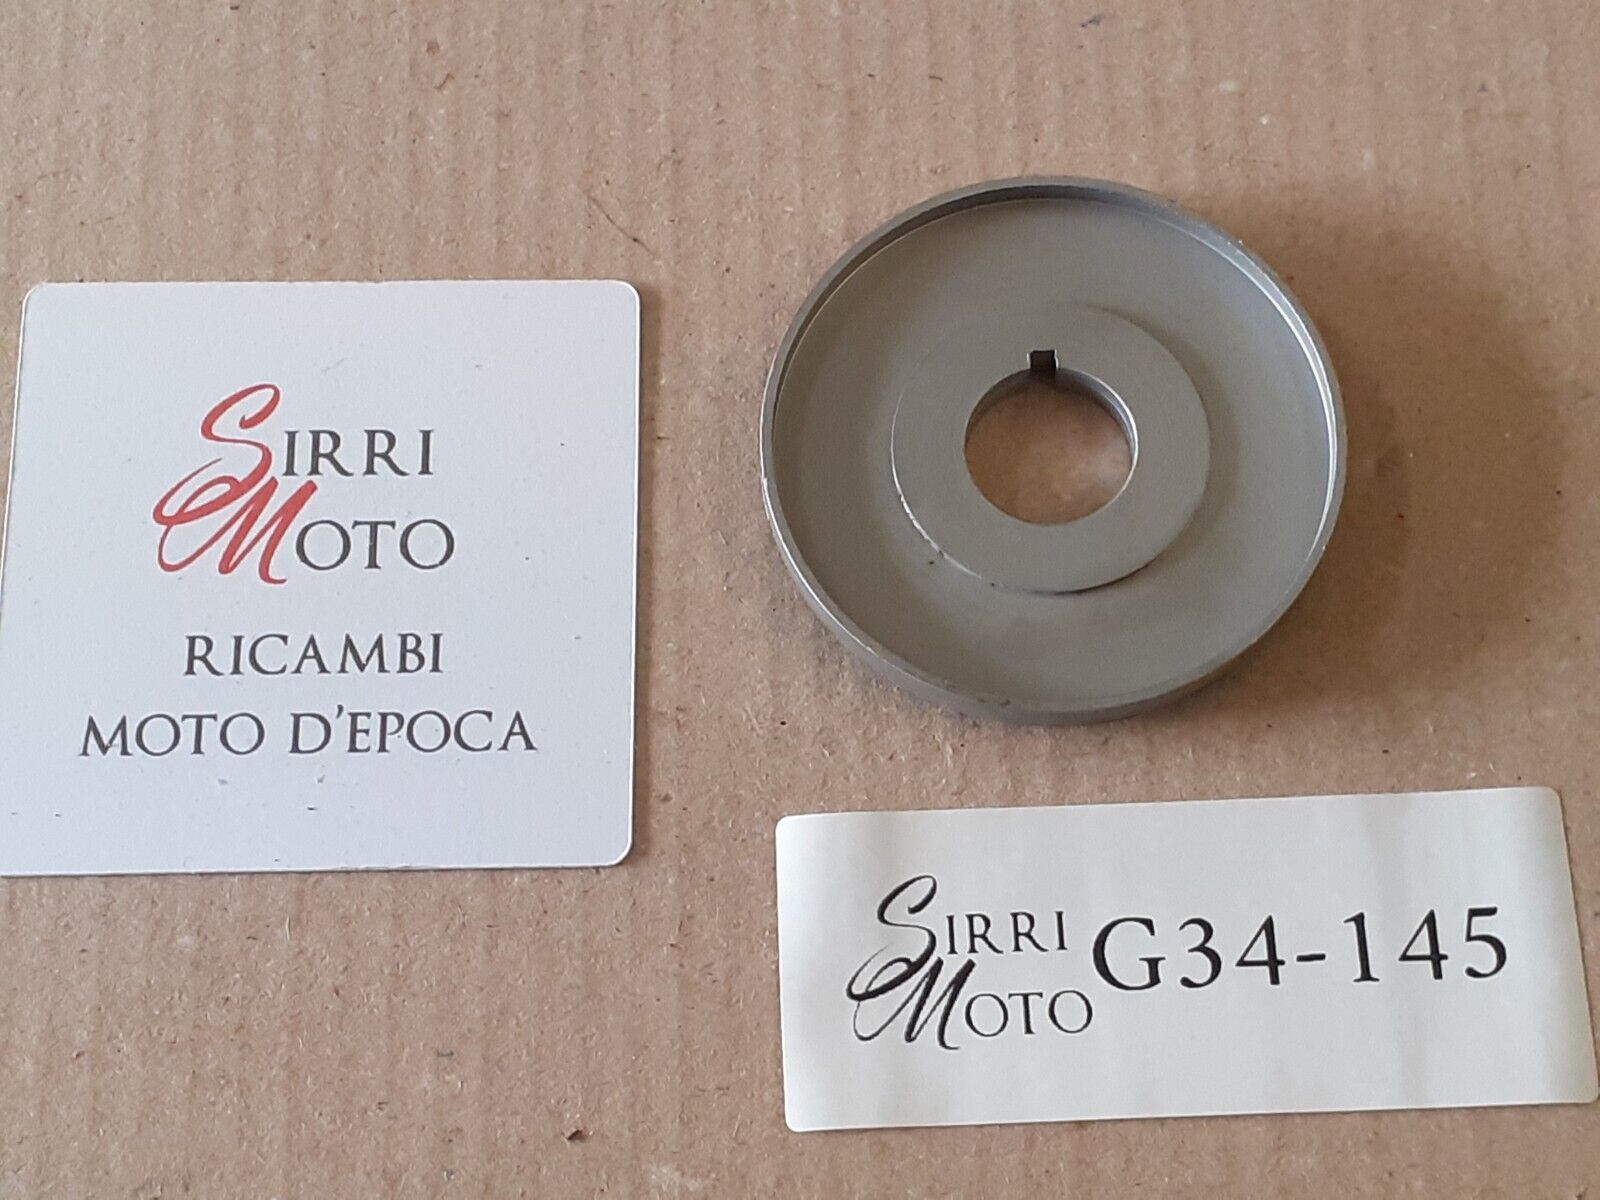 SIRRI
MOTO
RICAMBI
MOTO D'EPOCA
SIRRI
MOTO
G34-145